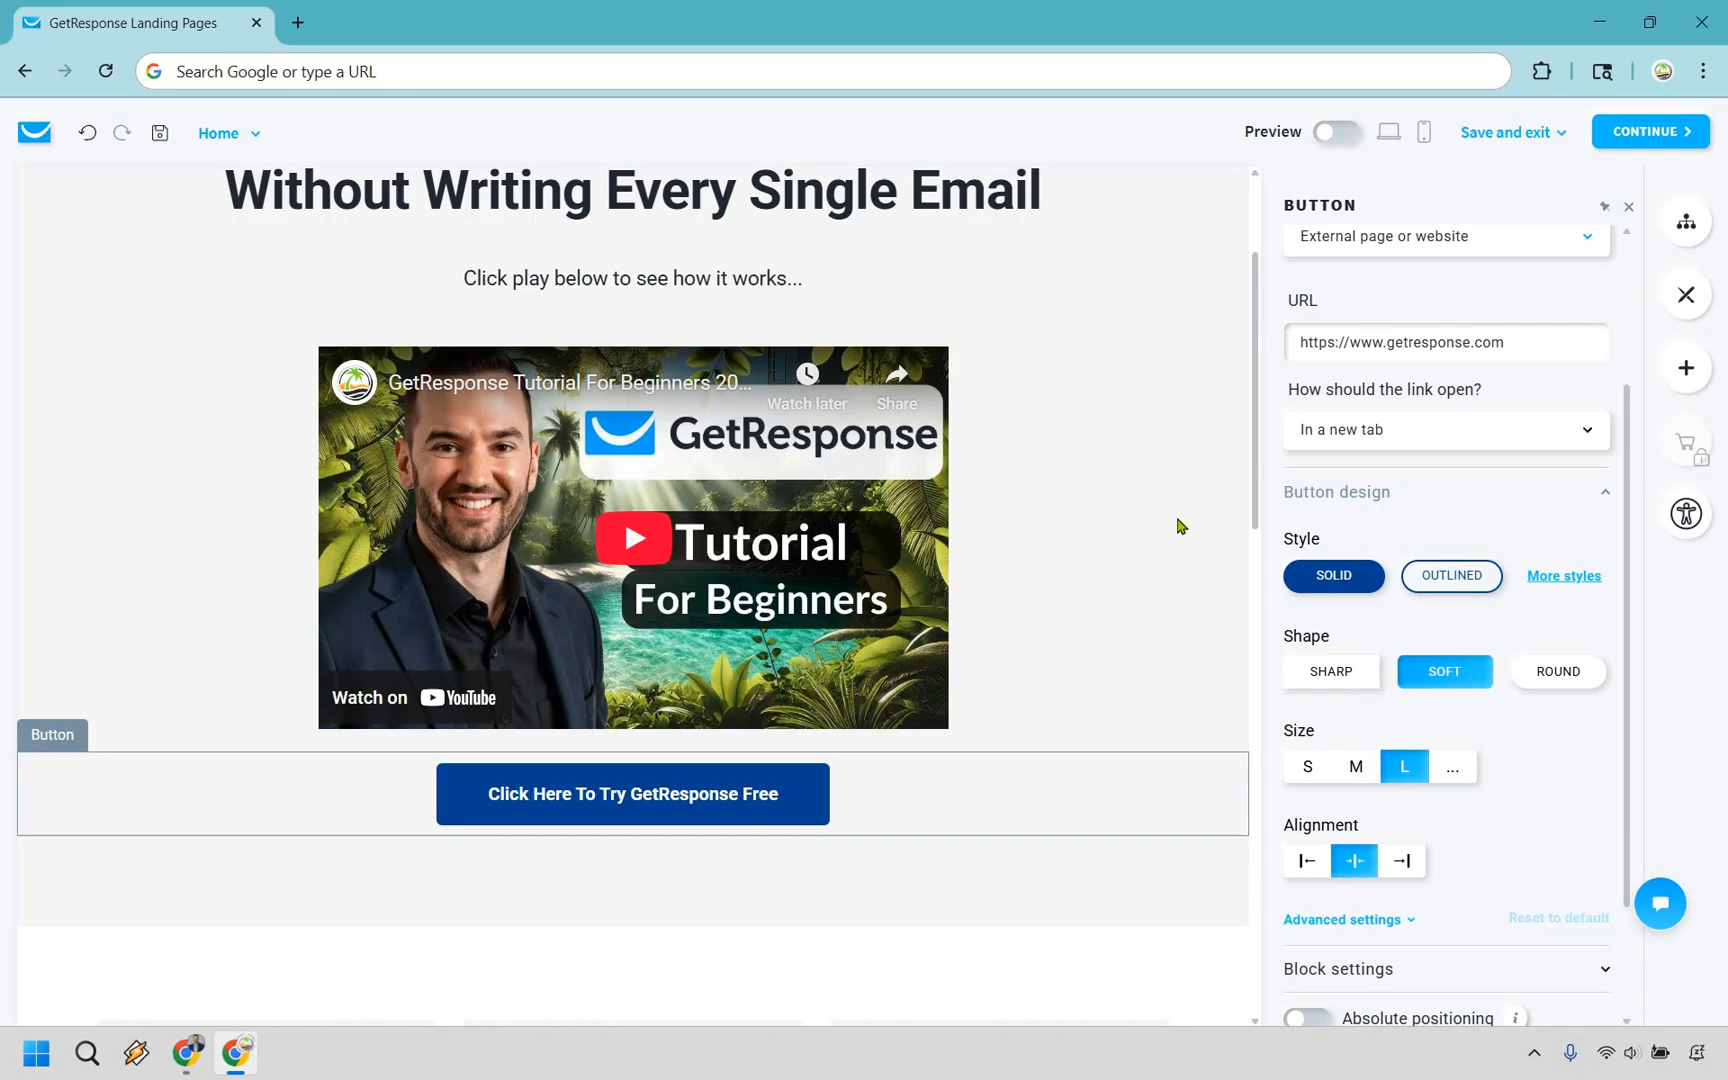 GetResponse Landing Pages
Search Google or type a URL
Home
Preview
Save and exit
CONTINUE
Without Writing Every Single Email
Click play below to see how it works...
GetResponse Tutorial For Beginners 20...
Watch later
Share
GetResponse
Tutorial
For Beginners
Watch on YouTube
Button
Click Here To Try GetResponse Free
BUTTON
External page or website
URL
https://www.getresponse.com
How should the link open?
In a new tab
Button design
Style
SOLID
OUTLINED
More styles
Shape
SHARP
SOFT
ROUND
Size
S
M
L
...
Alignment
Advanced settings
Reset to default
Block settings
Absolute positioning
i